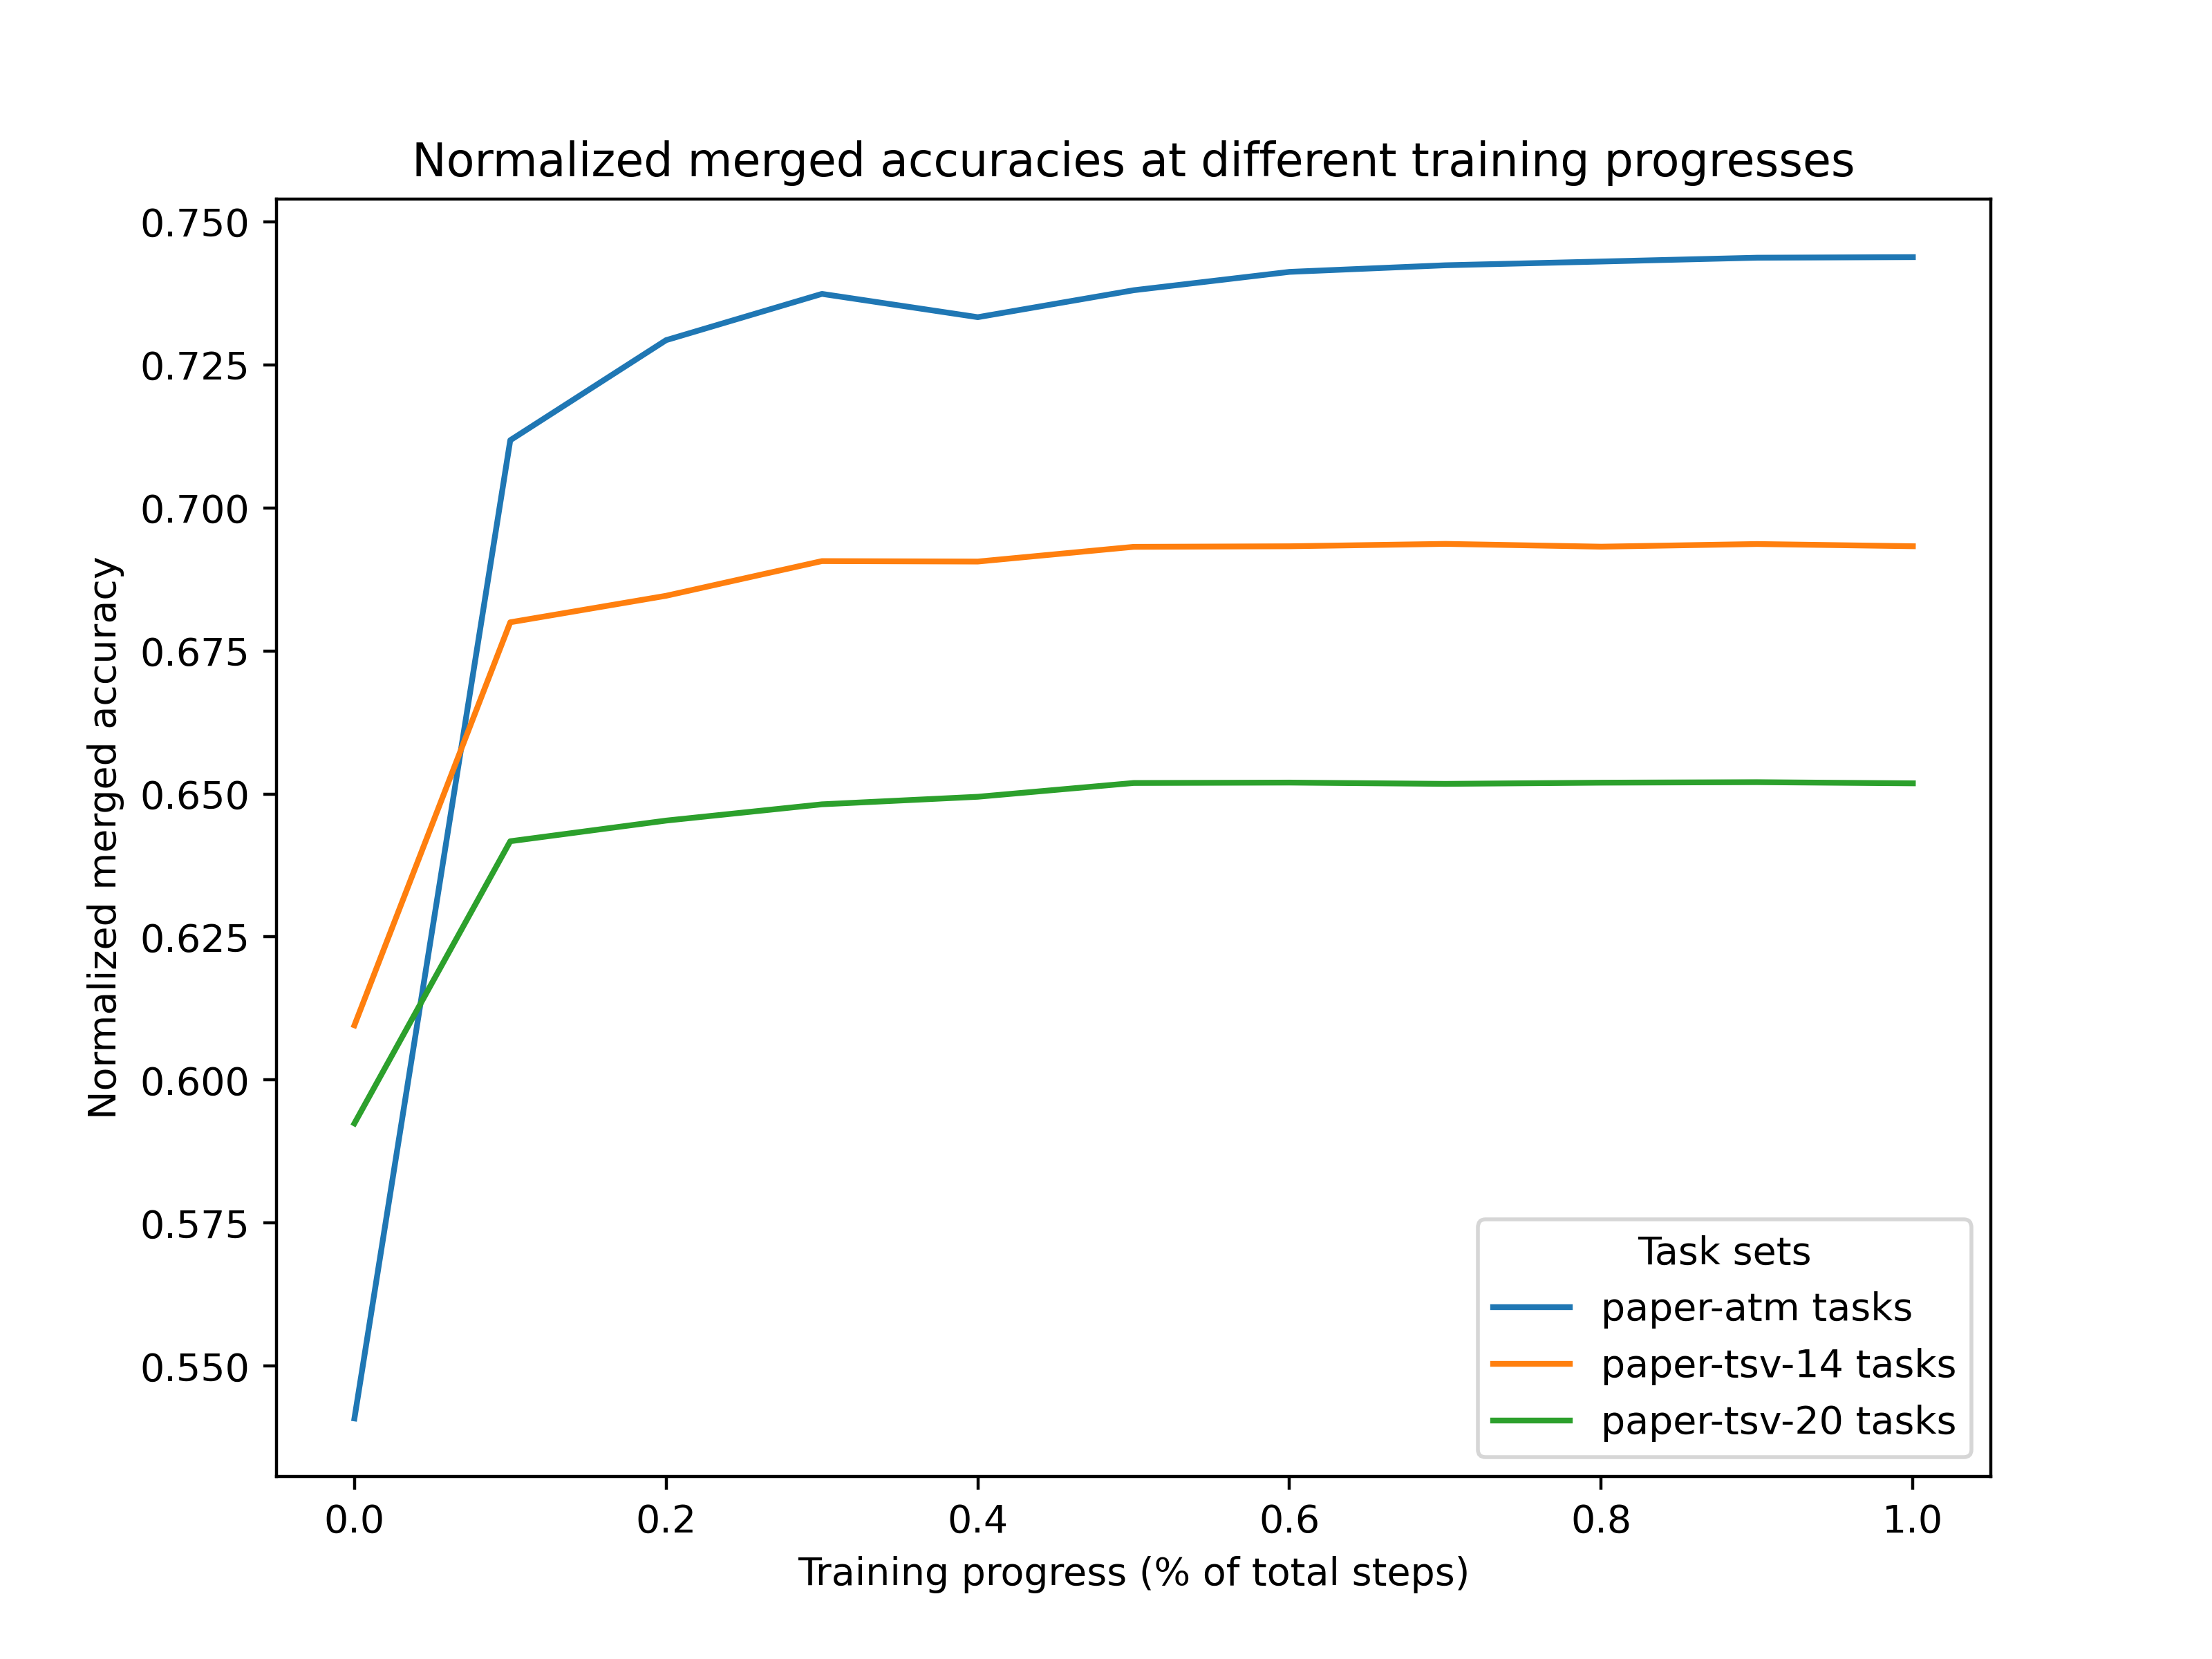 Normalized merged accuracies at different training progresses
0.750
0.725
0.700
0.675
0.650
0.625
0.600
0.575
0.550
Normalized merged accuracy
0.0 0.2 0.4 0.6 0.8 1.0
Training progress (% of total steps)
Task sets
paper-atm tasks
paper-tsv-14 tasks
paper-tsv-20 tasks